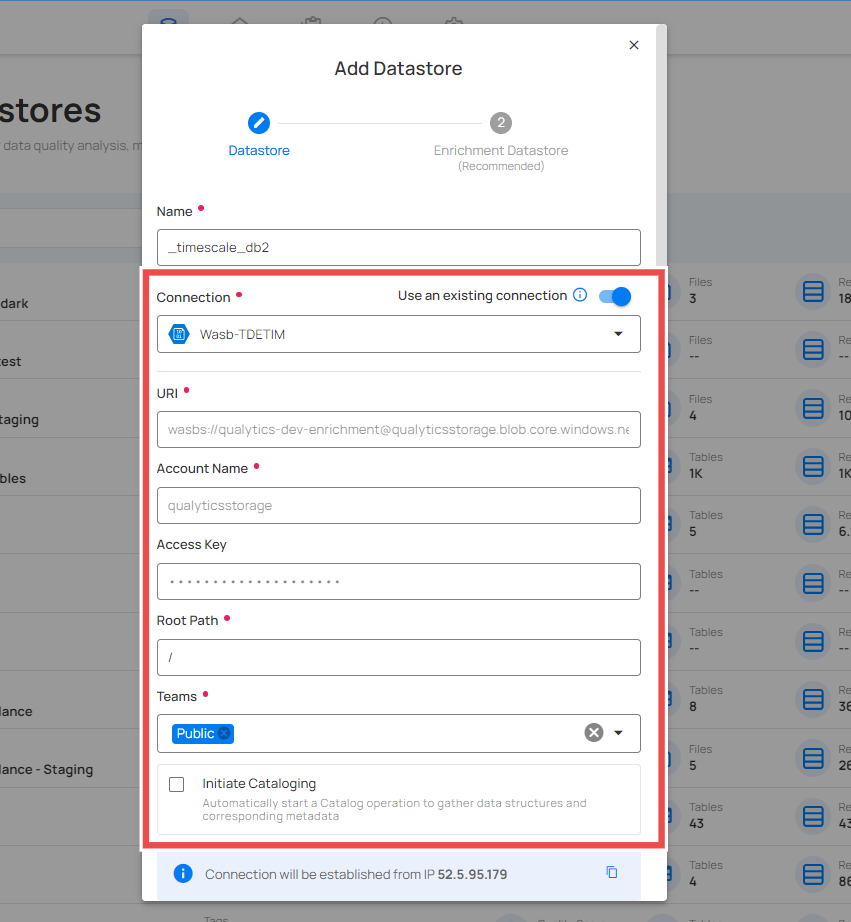 Add Datastore
2
Datastore
Enrichment Datastore
(Recommended)
stores
data quality analysis, m
Name
_timescale_db2
Connection
Use an existing connection
Wasb-TDETIM
URI
wasbs://qualytics-dev-enrichment@qualyticsstorage.blob.core.windows.ne
Account Name
qualyticsstorage
Access Key
Root Path
/
Teams
Public
Initiate Cataloging
Automatically start a Catalog operation to gather data structures and
corresponding metadata
Connection will be established from IP 52.5.95.179
dark
Files
3
Re
18
test
Files
--
Re
--
taging
Files
4
Re
10
bles
Tables
1K
Re
1K
Tables
5
Re
6.
Tables
--
Re
--
Tables
--
Re
--
lance
Tables
8
Re
36
lance - Staging
Files
5
Re
26
Tables
43
Re
43
Tables
4
Re
86
Tags